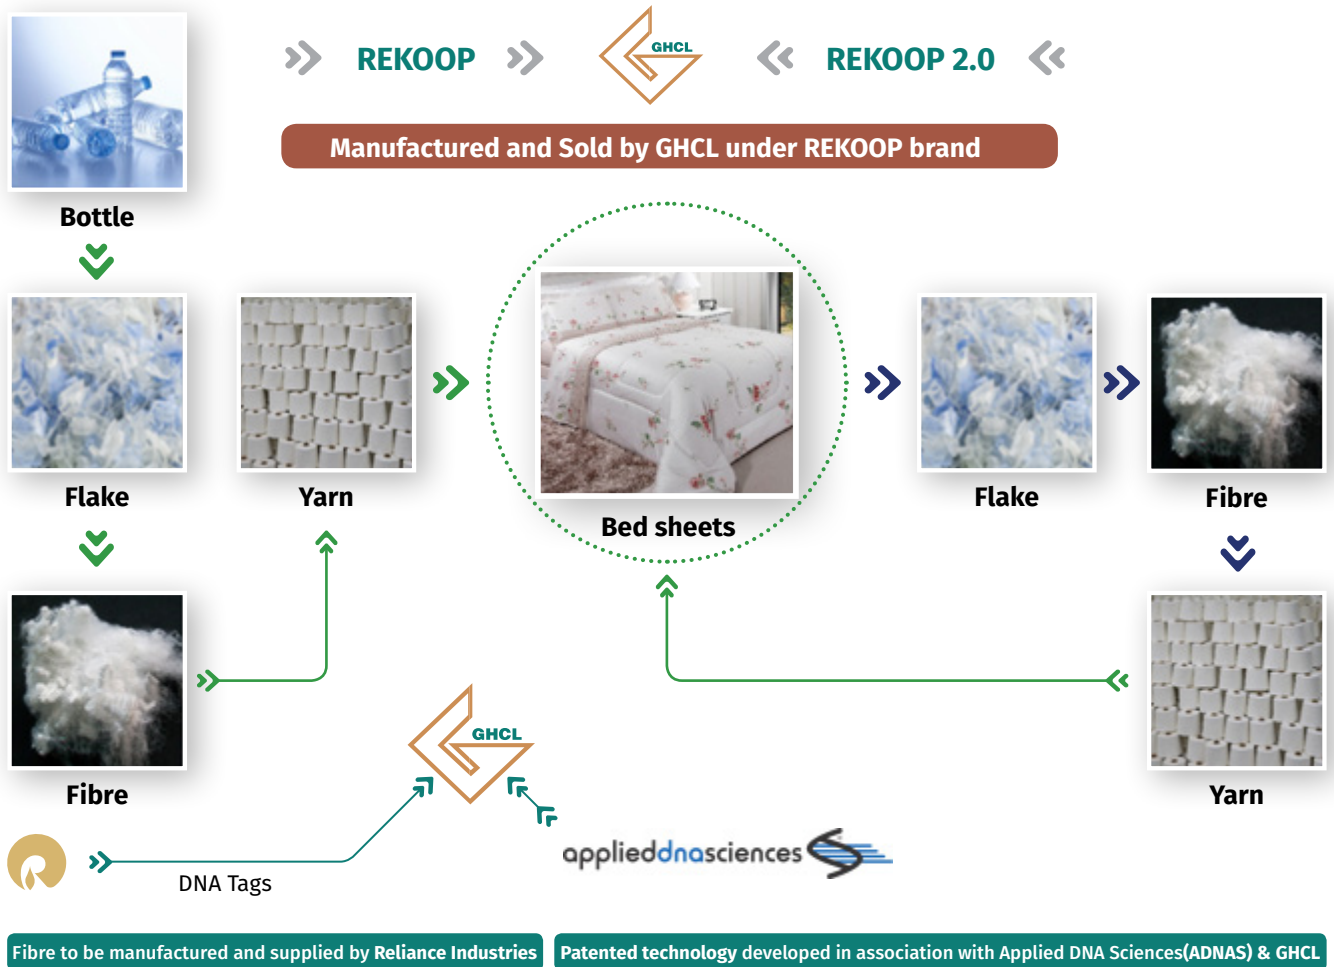 REKOOP
GHCL
REKOOP 2.0
Manufactured and Sold by GHCL under REKOOP brand
Bottle
Flake
Yarn
Bed sheets
Flake
Fibre
Fibre
GHCL
Yarn
applieddnasciences
DNA Tags
Fibre to be manufactured and supplied by Reliance Industries
Patented technology developed in association with Applied DNA Sciences(ADNAS) & GHCL